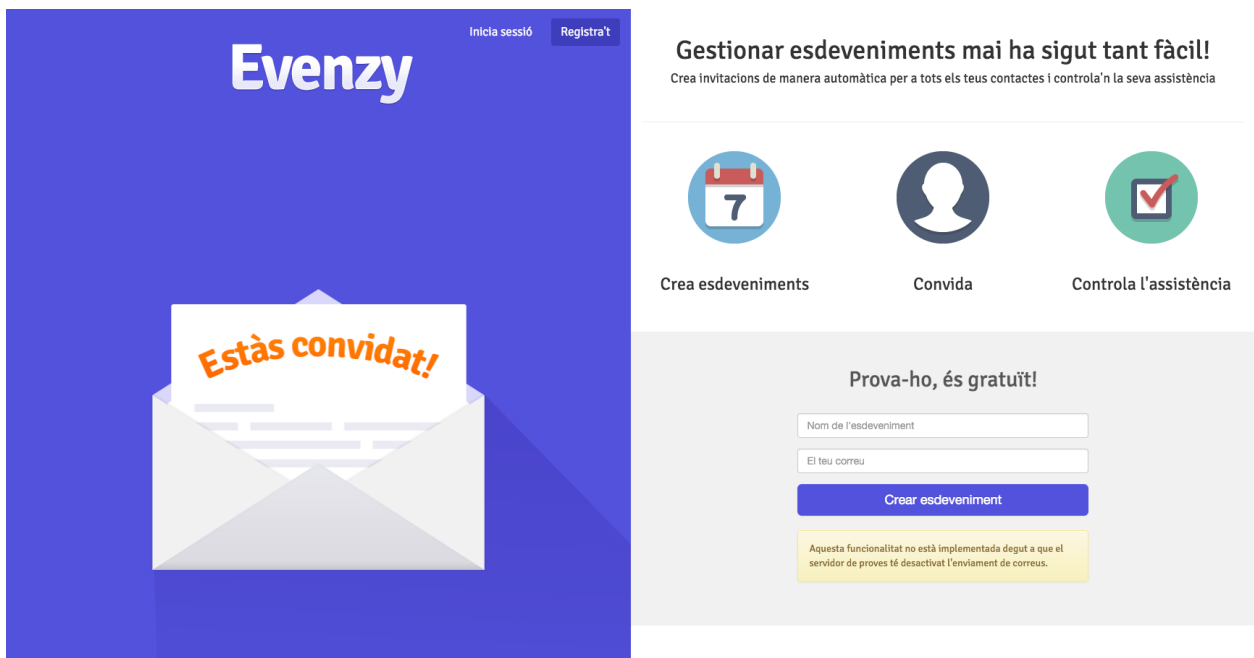 Inicia sessió
Registra't
Evenzy
Estàs convidat!
Gestionar esdeveniments mai ha sigut tant fàcil!
Crea invitacions de manera automàtica per a tots els teus contactes i controla'n la seva assistència
7
Crea esdeveniments
Convida
Controla l'assistència
Prova-ho, és gratuït!
Nom de l'esdeveniment
El teu correu
Crear esdeveniment
Aquesta funcionalitat no està implementada degut a que el
servidor de proves té desactivat l'enviament de correus.